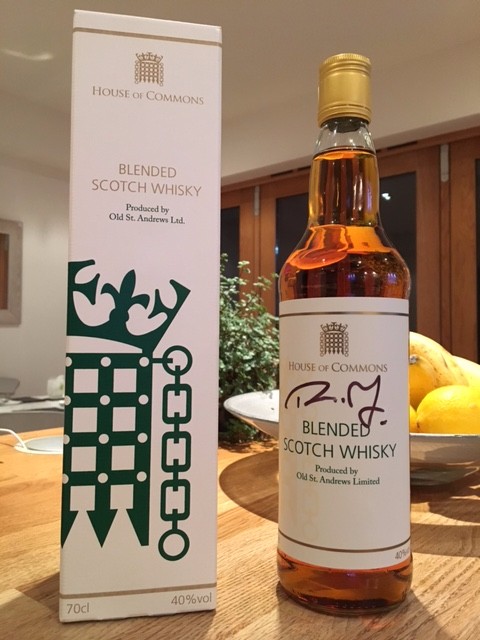 House of Commons
BLENDED
SCOTCH WHISKY
Produced by
Old St. Andrews Ltd.
70cl
40%vol
House of Commons
BLENDED
SCOTCH WHISKY
Produced by
Old St. Andrews Limited
40%